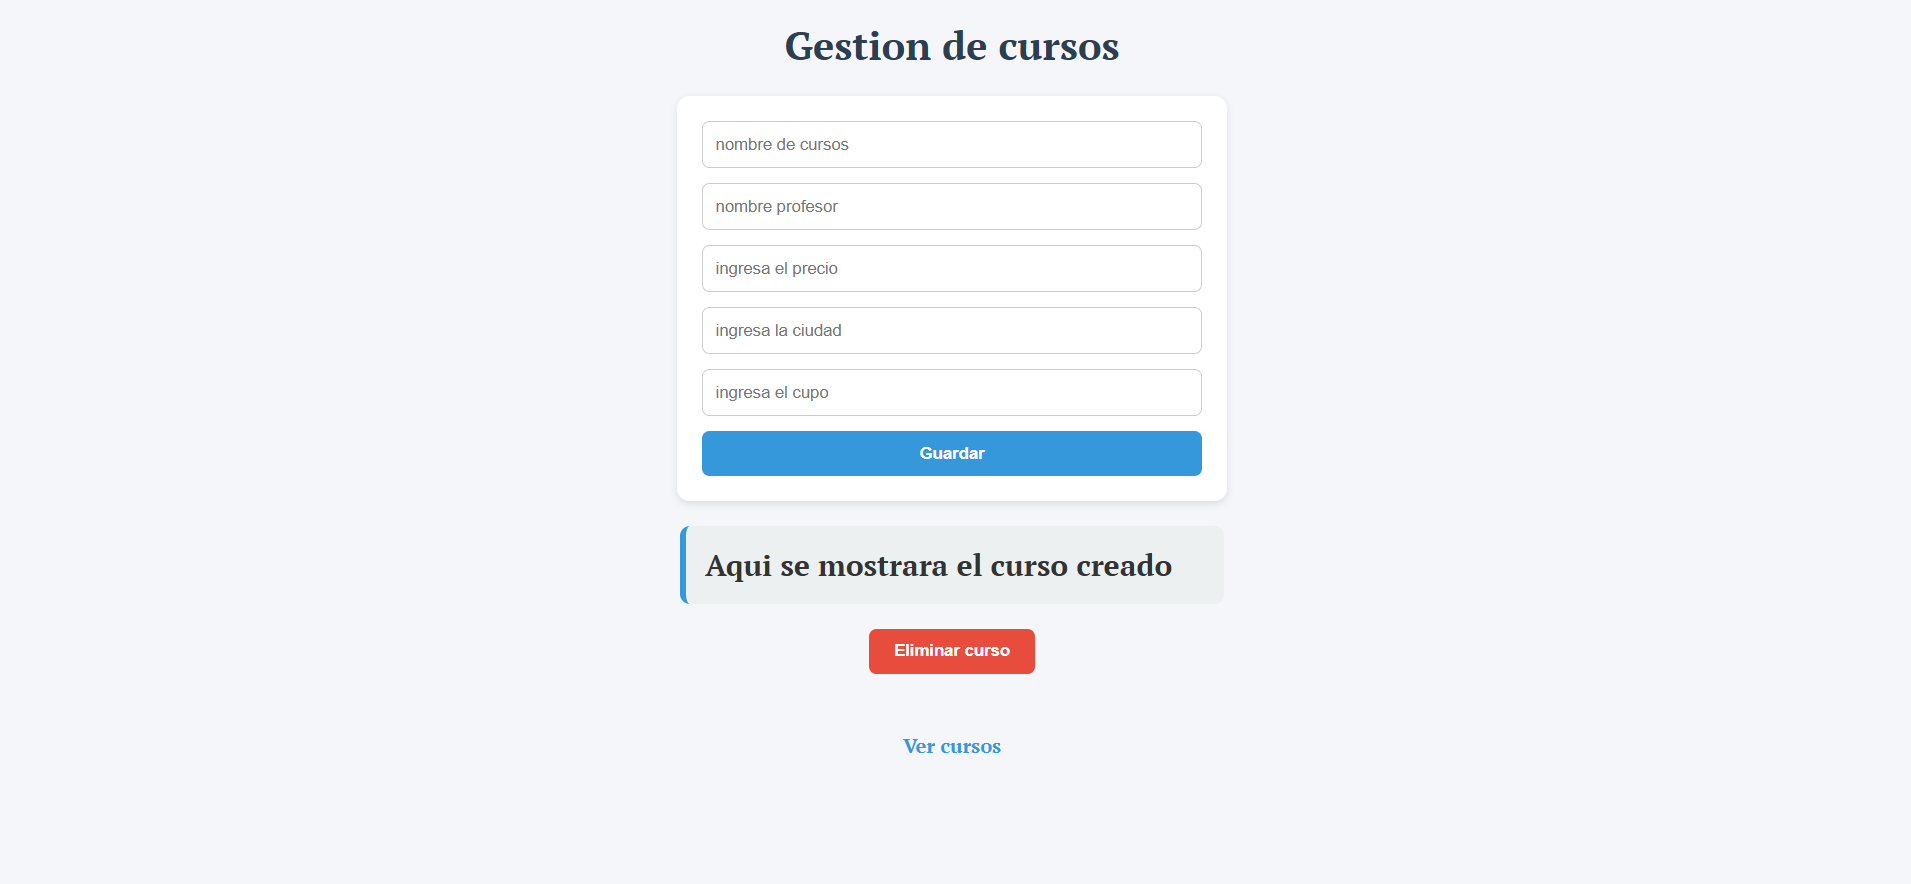 Gestion de cursos
nombre de cursos
nombre profesor
ingresa el precio
ingresa la ciudad
ingresa el cupo
Guardar
Aqui se mostrara el curso creado
Eliminar curso
Ver cursos